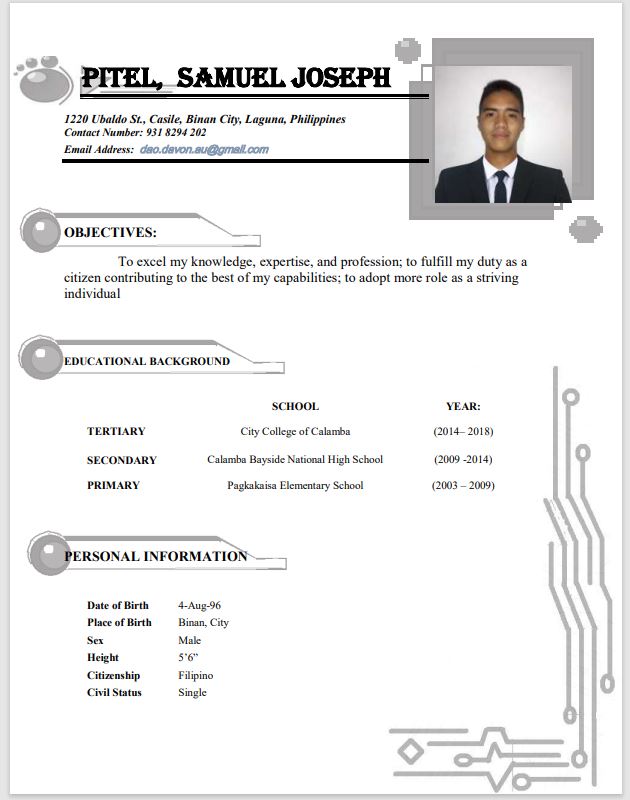 PITEL, SAMUEL JOSEPH
1220 Ubaldo St., Casile, Binan City, Laguna, Philippines
Contact Number: 931 8294 202
Email Address: dao.davon.au@gmail.com
OBJECTIVES:
To excel my knowledge, expertise, and profession; to fulfill my duty as a
citizen contributing to the best of my capabilities; to adopt more role as a striving
individual
EDUCATIONAL BACKGROUND
SCHOOL YEAR:
TERTIARY City College of Calamba (2014– 2018)
SECONDARY Calamba Bayside National High School (2009 -2014)
PRIMARY Pagkakaisa Elementary School (2003 – 2009)
PERSONAL INFORMATION
Date of Birth 4-Aug-96
Place of Birth Binan, City
Sex Male
Height 5’6”
Citizenship Filipino
Civil Status Single